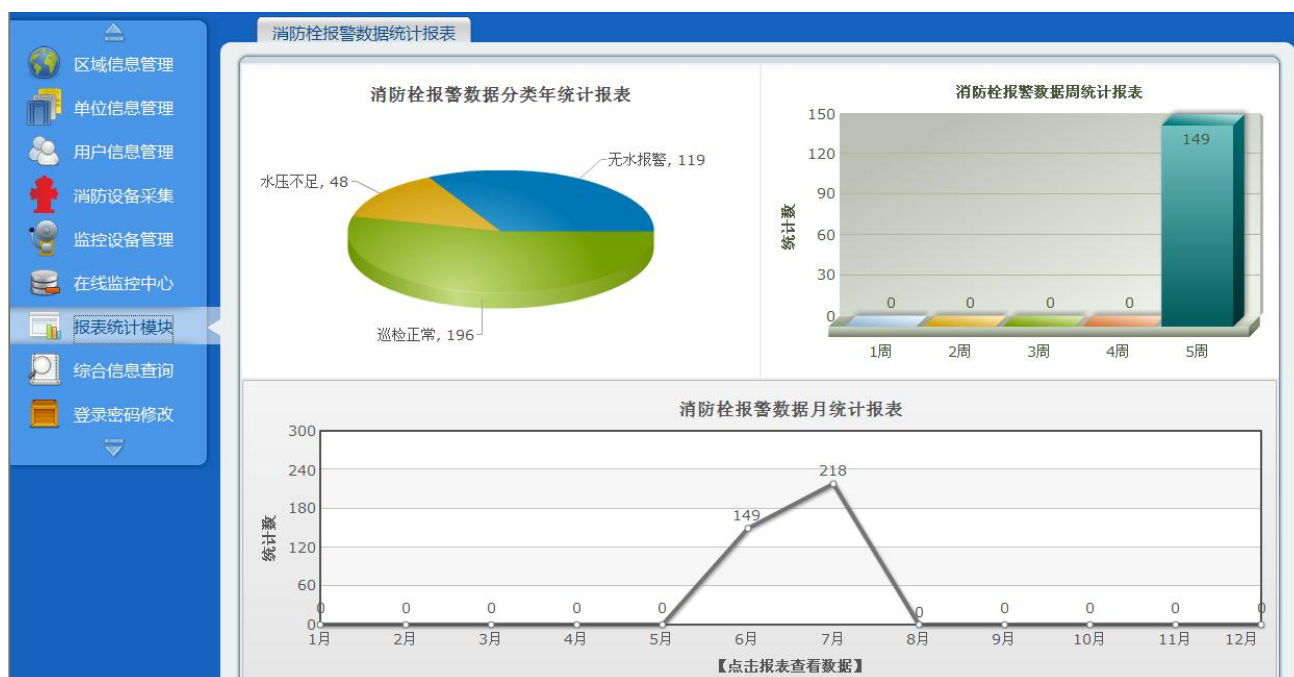 消防栓报警数据统计报表
区域信息管理
单位信息管理
用户信息管理
消防设备采集
监控设备管理
在线监控中心
报表统计模块
综合信息查询
登录密码修改
消防栓报警数据分类年统计报表
无水报警, 119
水压不足, 48
巡检正常, 196
消防栓报警数据周统计报表
统计数
150
120
90
60
30
0
0
0
0
0
149
1周
2周
3周
4周
5周
消防栓报警数据月统计报表
统计数
300
240
180
120
60
0
0
0
0
0
0
149
218
0
0
0
0
0
1月
2月
3月
4月
5月
6月
7月
8月
9月
10月
11月
12月
【点击报表查看数据】